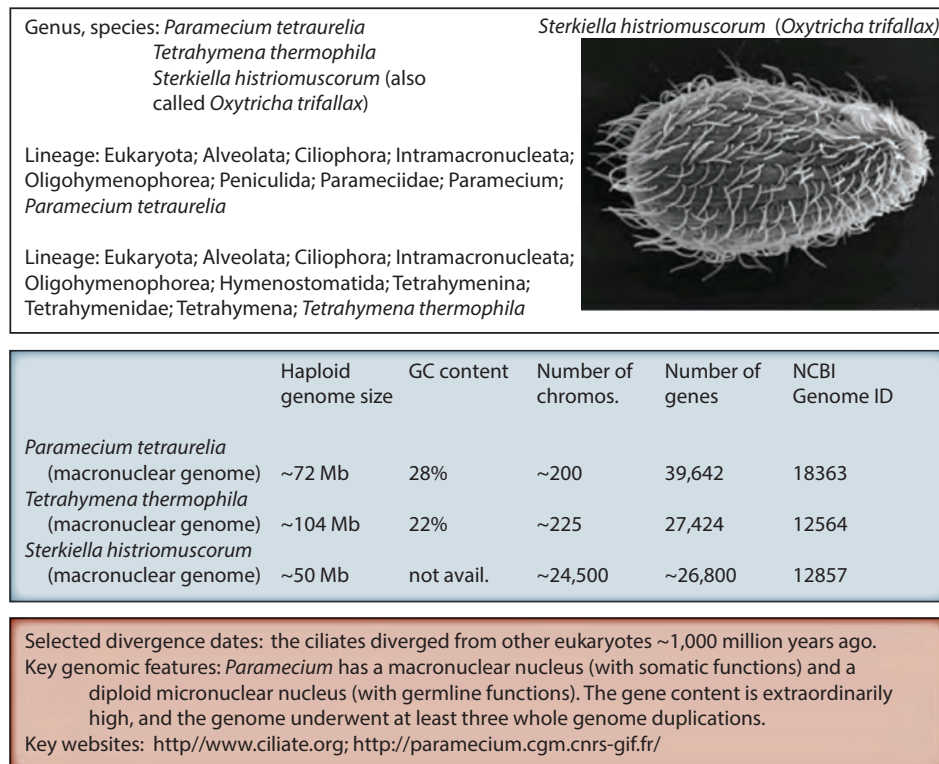 Genus, species: Paramecium tetraurelia
Tetrahymena thermophila
Sterkiella histriomuscorum (also
called Oxytricha trifallax)
Sterkiella histriomuscorum (Oxytricha trifallax)
Lineage: Eukaryota; Alveolata; Ciliophora; Intramacronucleata;
Oligohymenophorea; Peniculida; Parameciidae; Paramecium;
Paramecium tetraurelia
Lineage: Eukaryota; Alveolata; Ciliophora; Intramacronucleata;
Oligohymenophorea; Hymenostomatida; Tetrahymenina;
Tetrahymenidae; Tetrahymena; Tetrahymena thermophila
Haploid GC content Number of Number of NCBI
genome size chromos. genes Genome ID
Paramecium tetraurelia
(macronuclear genome) ~72 Mb 28% ~200 39,642 18363
Tetrahymena thermophila
(macronuclear genome) ~104 Mb 22% ~225 27,424 12564
Sterkiella histriomuscorum
(macronuclear genome) ~50 Mb not avail. ~24,500 ~26,800 12857
Selected divergence dates: the ciliates diverged from other eukaryotes ~1,000 million years ago.
Key genomic features: Paramecium has a macronuclear nucleus (with somatic functions) and a
diploid micronuclear nucleus (with germline functions). The gene content is extraordinarily
high, and the genome underwent at least three whole genome duplications.
Key websites: http//www.ciliate.org; http://paramecium.cgm.cnrs-gif.fr/